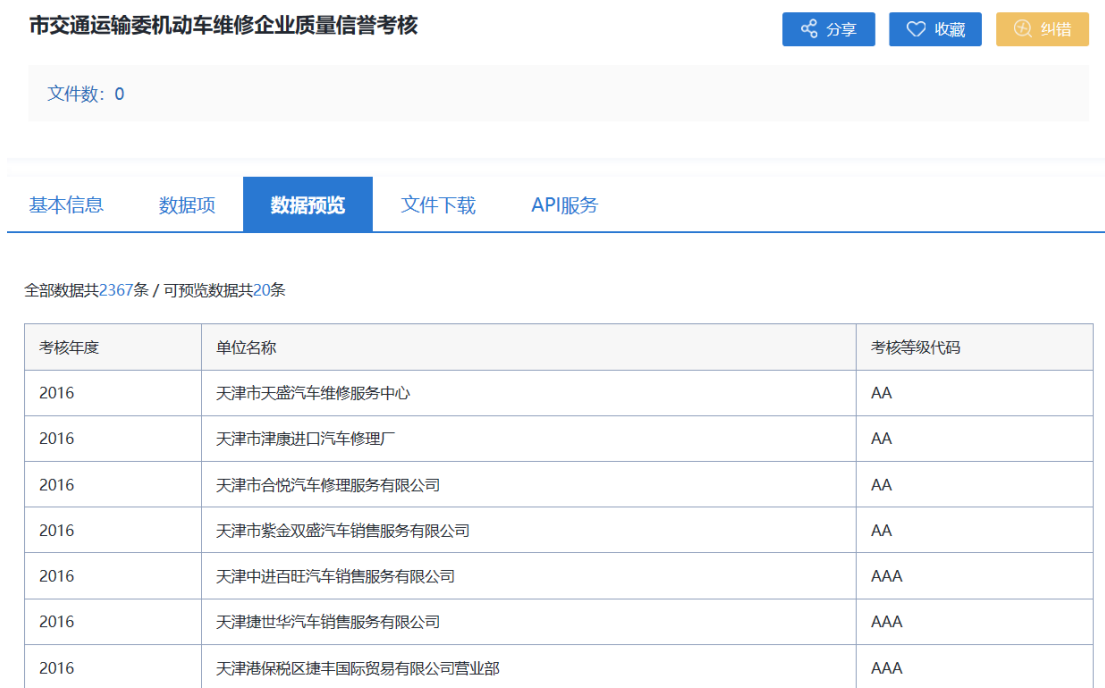 市交通运输委机动车维修企业质量信誉考核
分享 收藏 纠错
文件数：0
基本信息 数据项 数据预览 文件下载 API服务
全部数据共2367条 / 可预览数据共20条
考核年度 单位名称 考核等级代码
2016 天津市天盛汽车维修服务中心 AA
2016 天津市津康进口汽车修理厂 AA
2016 天津市合悦汽车修理服务有限公司 AA
2016 天津市紫金双盛汽车销售服务有限公司 AA
2016 天津中进百旺汽车销售服务有限公司 AAA
2016 天津捷世华汽车销售服务有限公司 AAA
2016 天津港保税区捷丰国际贸易有限公司营业部 AAA